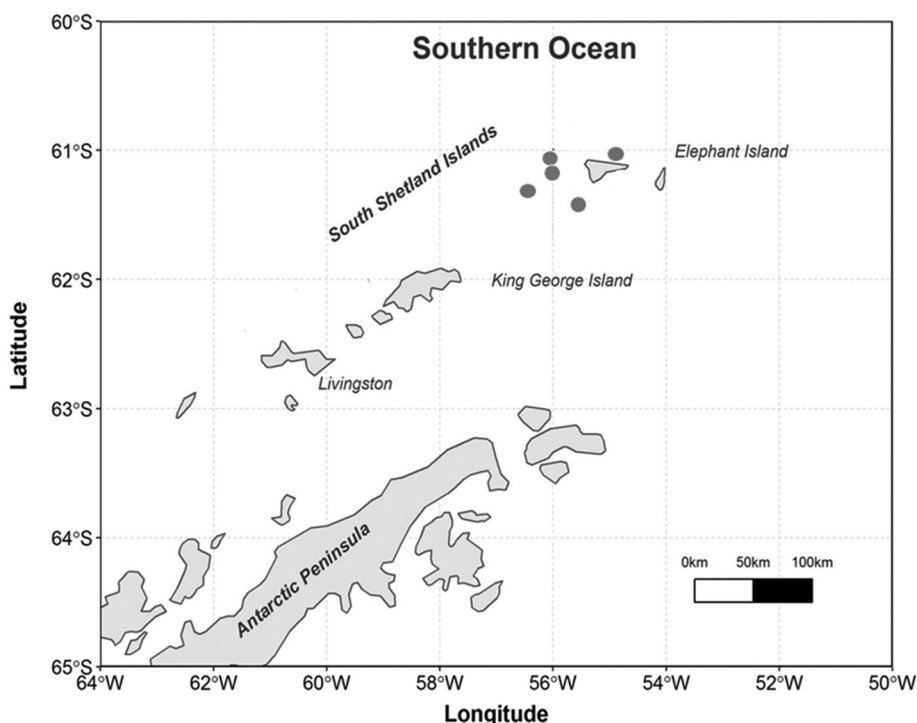 60°S
Southern Ocean
61°S
South Shetland Islands
Elephant Island
62°S
King George Island
Livingston
63°S
64°S
Antarctic Peninsula
0km 50km 100km
65°S
64°W 62°W 60°W 58°W 56°W 54°W 52°W 50°W
Latitude
Longitude